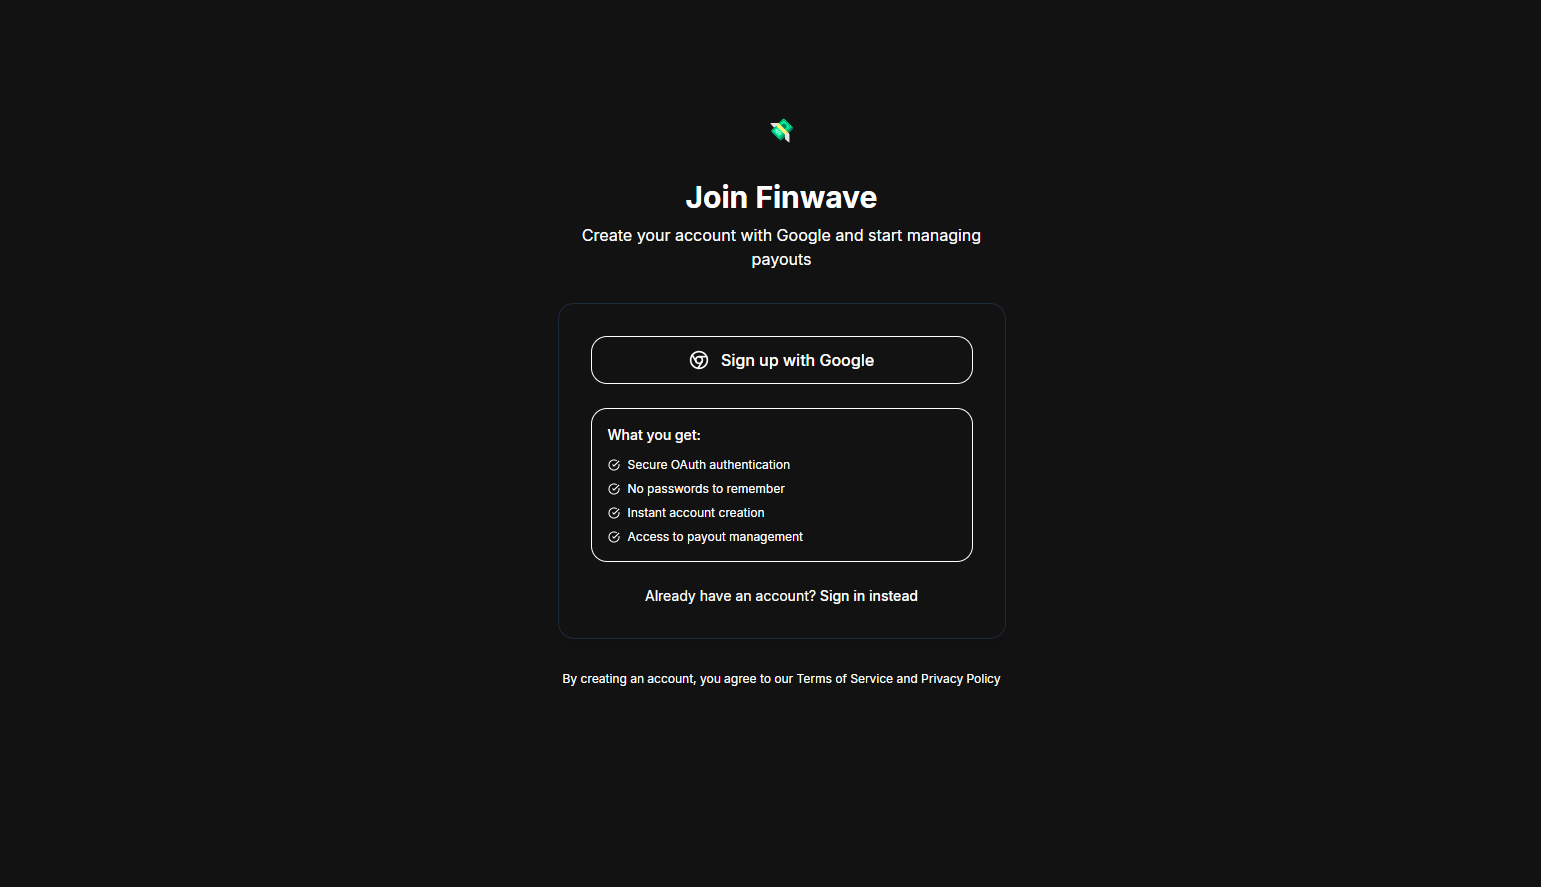 Join Finwave
Create your account with Google and start managing
payouts
Sign up with Google
What you get:
Secure OAuth authentication
No passwords to remember
Instant account creation
Access to payout management
Already have an account? Sign in instead
By creating an account, you agree to our Terms of Service and Privacy Policy